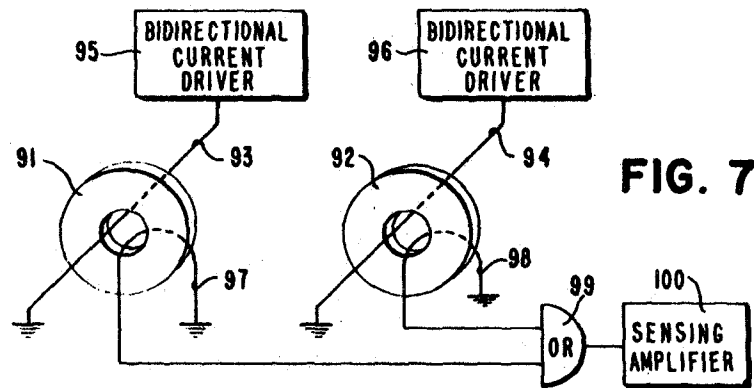 95
BIDIRECTIONAL
CURRENT
DRIVER
96
BIDIRECTIONAL
CURRENT
DRIVER
91
93
92
94
FIG. 7
97
98
99
OR
100
SENSING
AMPLIFIER